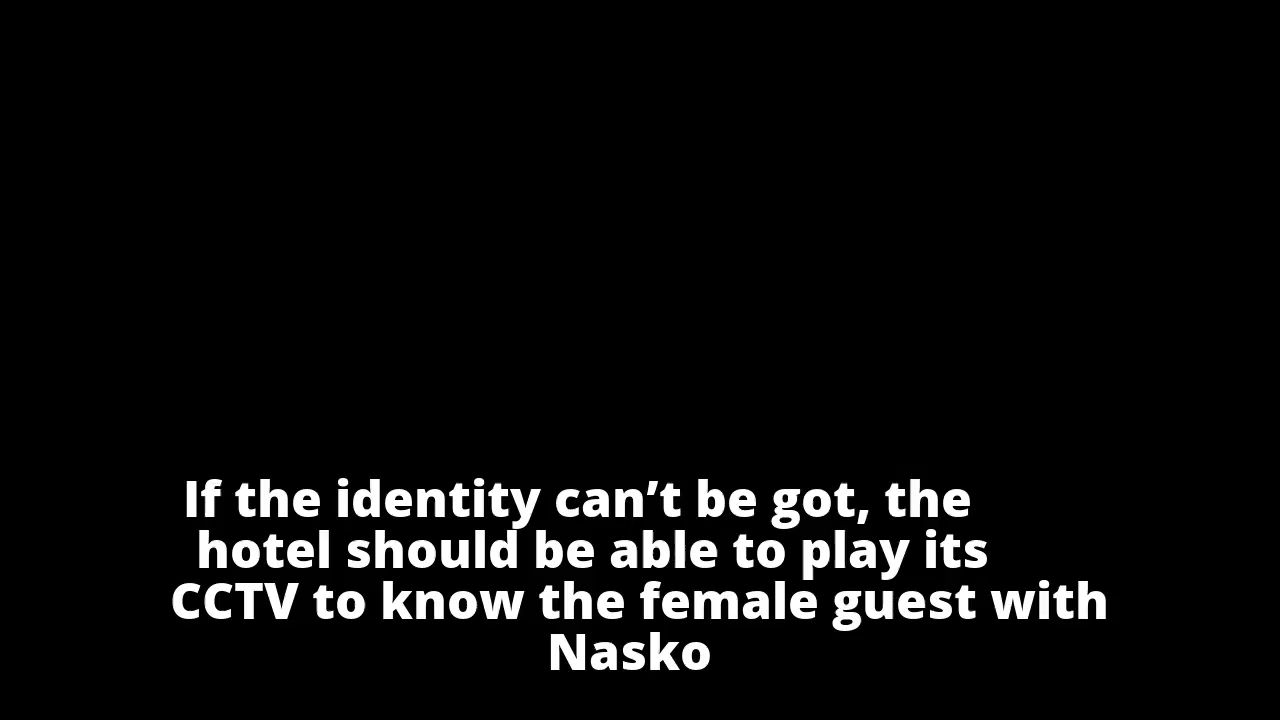 If the identity can’t be got, the
hotel should be able to play its
CCTV to know the female guest with
Nasko